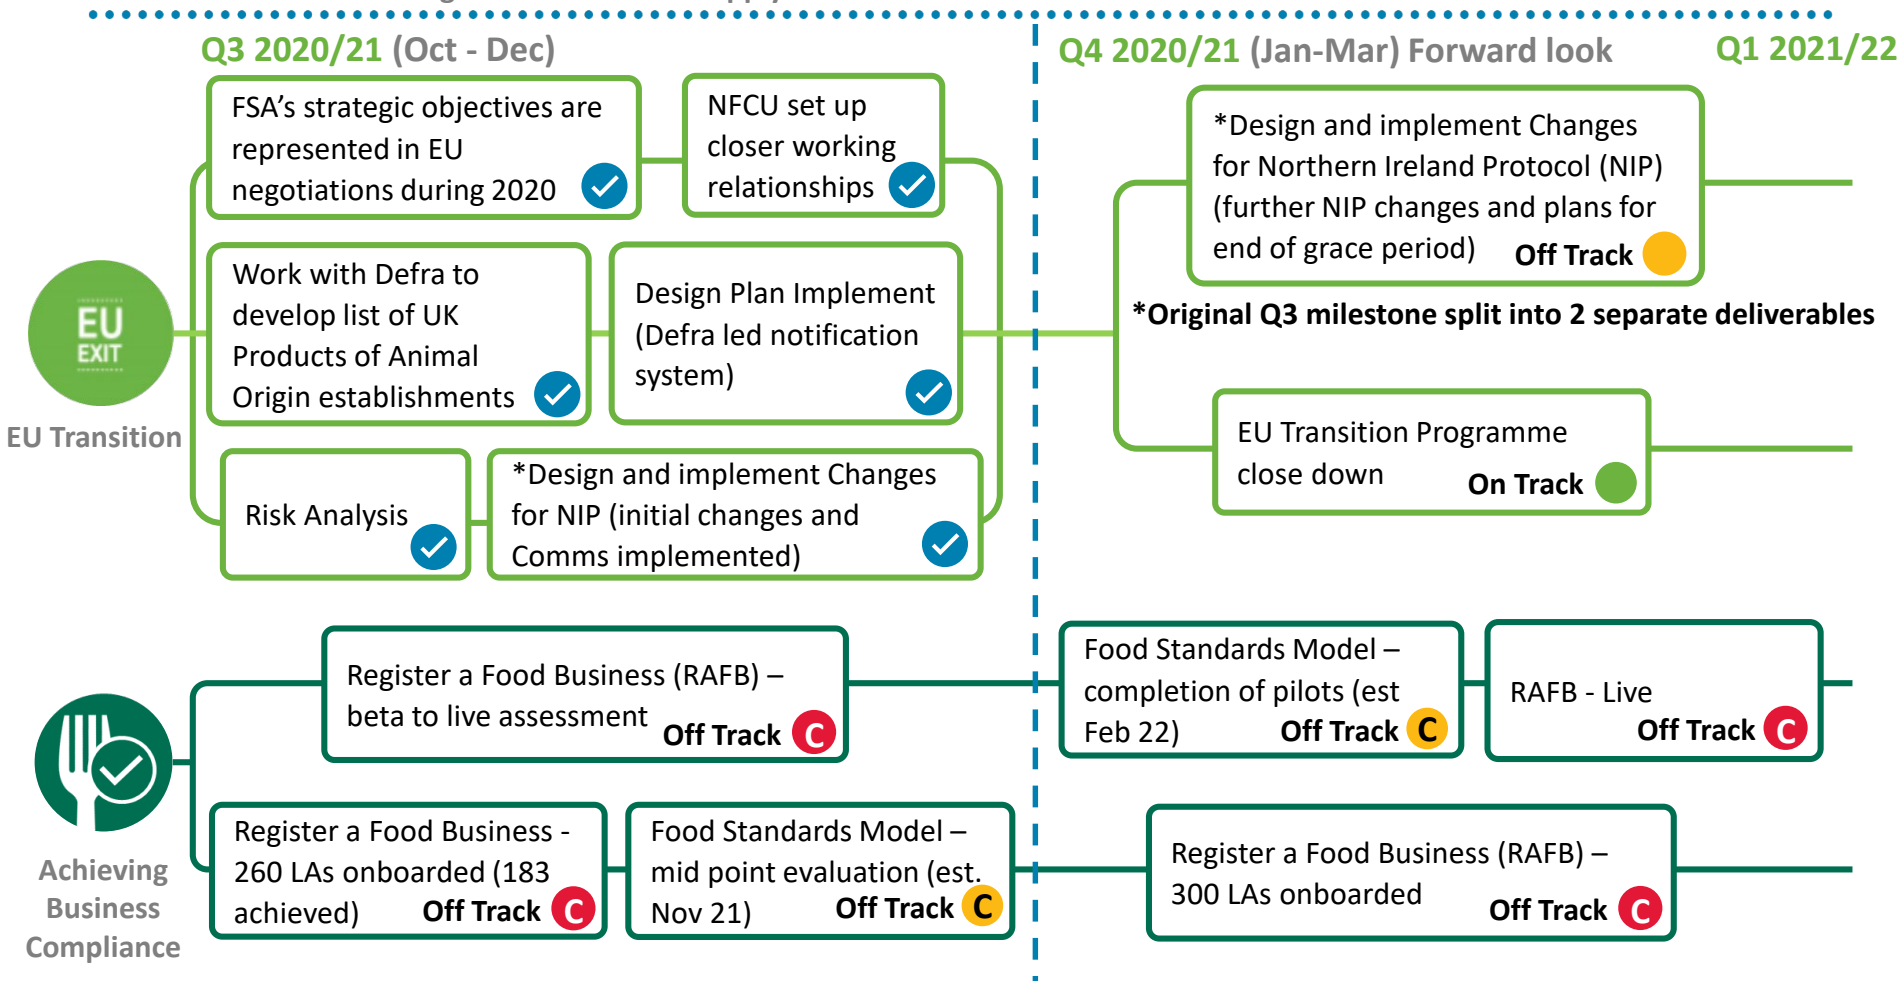 Q3 2020/21 (Oct - Dec)
Q4 2020/21 (Jan-Mar) Forward look
Q1 2021/22
FSA’s strategic objectives are
represented in EU
negotiations during 2020
NFCU set up
closer working
relationships
*Design and implement Changes
for Northern Ireland Protocol (NIP)
(further NIP changes and plans for
end of grace period)
Off Track
Work with Defra to
develop list of UK
Products of Animal
Origin establishments
Design Plan Implement
(Defra led notification
system)
*Original Q3 milestone split into 2 separate deliverables
EU
EXIT
EU Transition
EU Transition Programme
close down
On Track
Risk Analysis
*Design and implement Changes
for NIP (initial changes and
Comms implemented)
Register a Food Business (RAFB) –
beta to live assessment
Off Track C
Food Standards Model –
completion of pilots (est
Feb 22)
Off Track C
RAFB - Live
Off Track C
Achieving
Business
Compliance
Register a Food Business -
260 LAs onboarded (183
achieved)
Off Track C
Food Standards Model –
mid point evaluation (est.
Nov 21)
Off Track C
Register a Food Business (RAFB) –
300 LAs onboarded
Off Track C